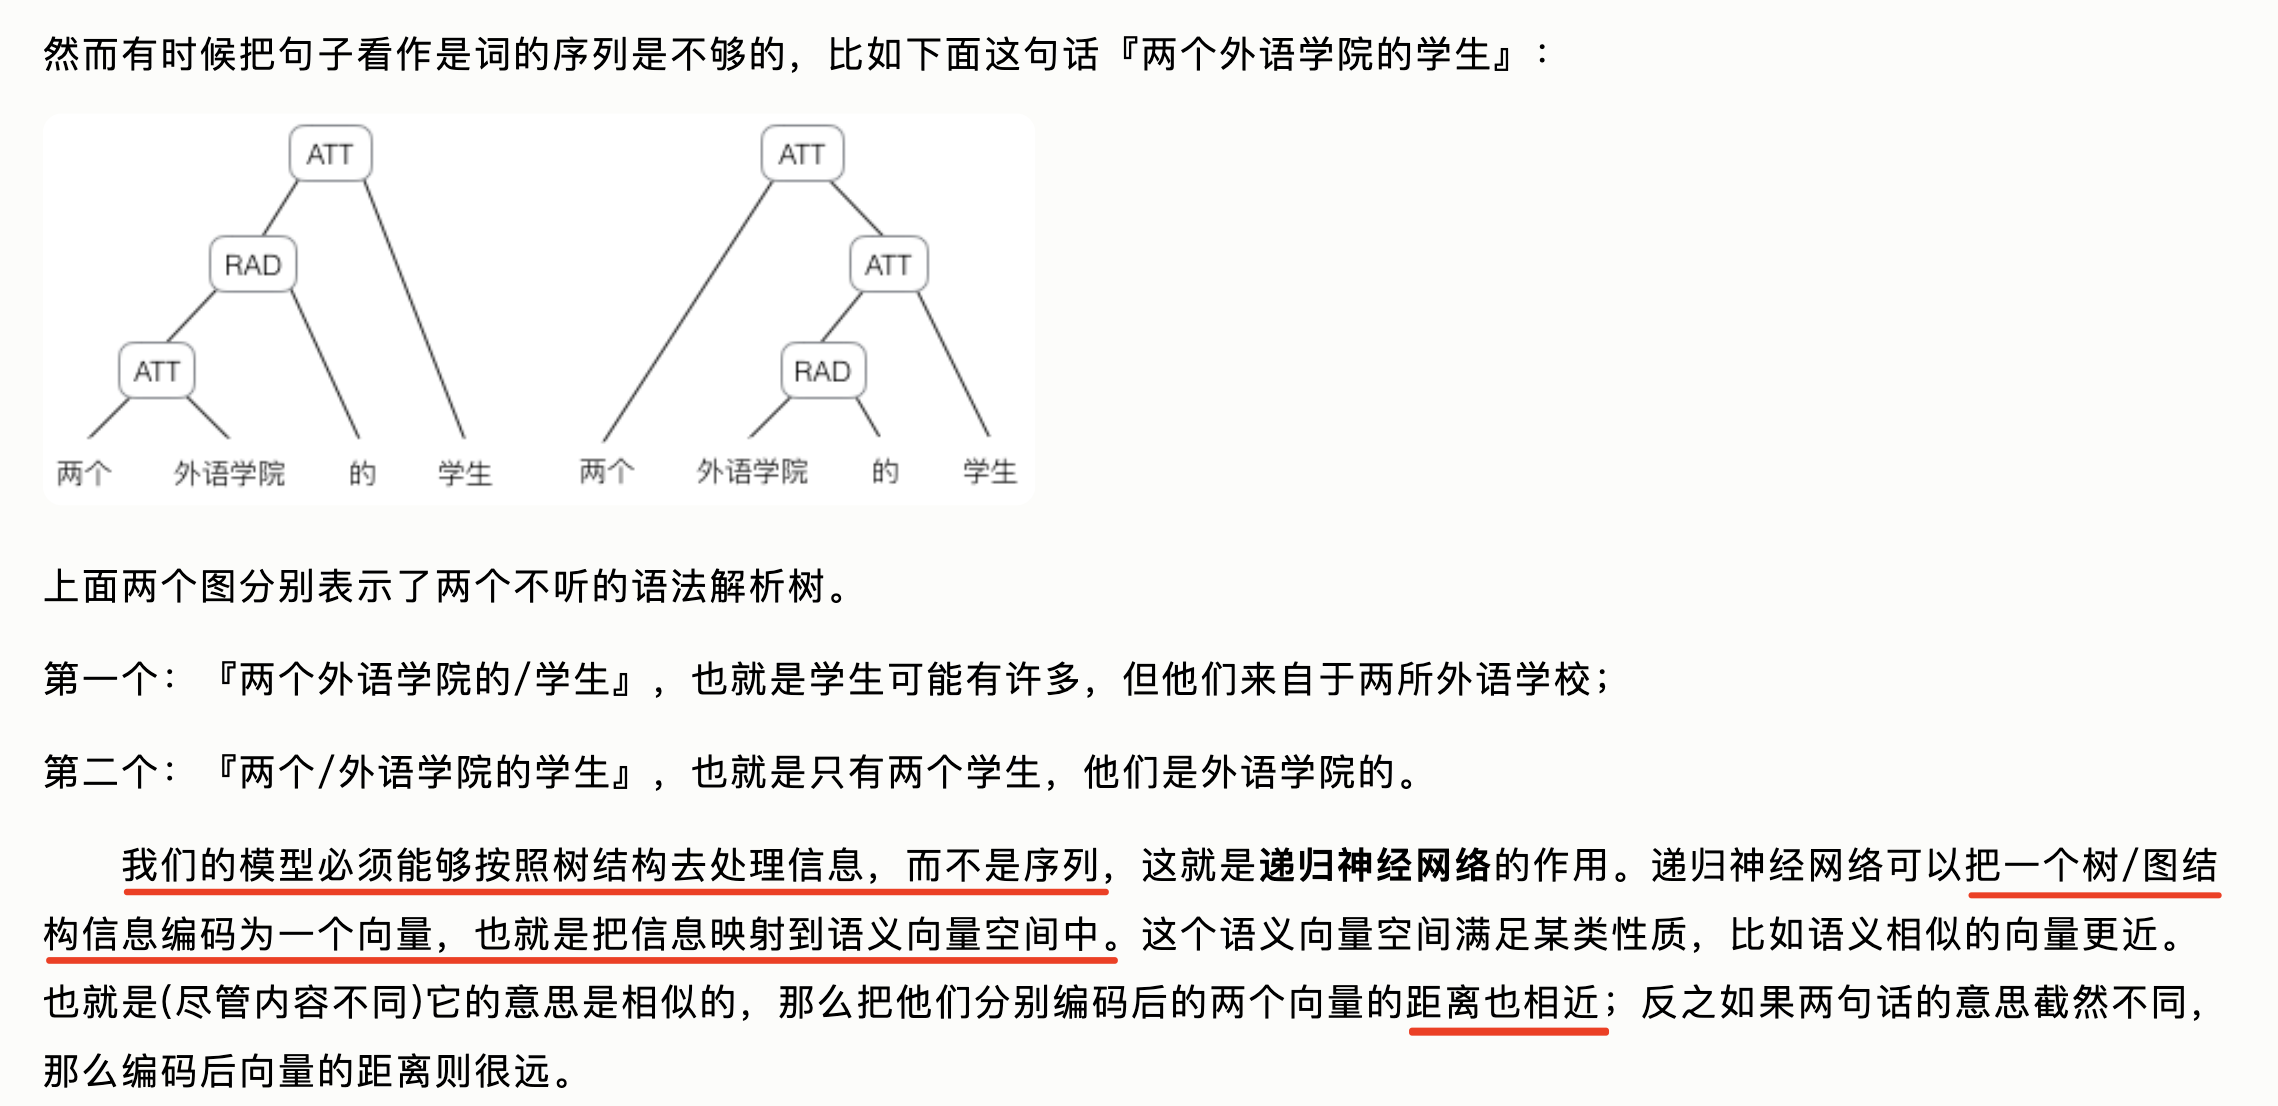 然而有时候把句子看作是词的序列是不够的，比如下面这句话『两个外语学院的学生』：
ATT
ATT
RAD
ATT
ATT
RAD
两个 外语学院 的 学生
两个 外语学院 的 学生
上面两个图分别表示了两个不听的语法解析树。
第一个：『两个外语学院的/学生』，也就是学生可能有许多，但他们来自于两所外语学校；
第二个：『两个/外语学院的学生』，也就是只有两个学生，他们是外语学院的。
我们的模型必须能够按照树结构去处理信息，而不是序列，这就是递归神经网络的作用。递归神经网络可以把一个树/图结
构信息编码为一个向量，也就是把信息映射到语义向量空间中。这个语义向量空间满足某类性质，比如语义相似的向量更近。
也就是(尽管内容不同)它的意思是相似的，那么把他们分别编码后的两个向量的距离也相近；反之如果两句话的意思截然不同，
那么编码后向量的距离则很远。